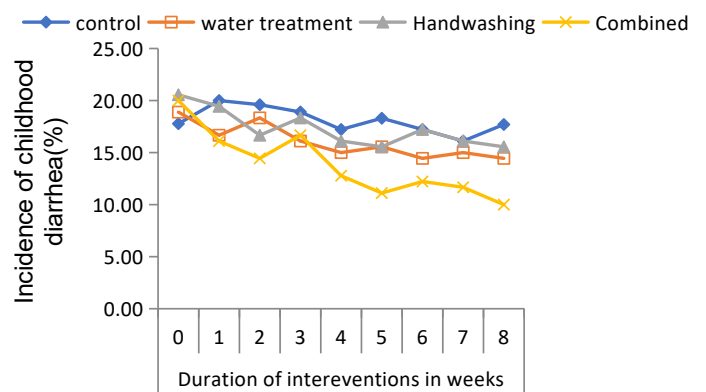 control water treatment Handwashing Combined
25.00
20.00
15.00
10.00
5.00
0.00
Incidence of childhood
diarrhea(%)
0 1 2 3 4 5 6 7 8
Duration of intereventions in weeks